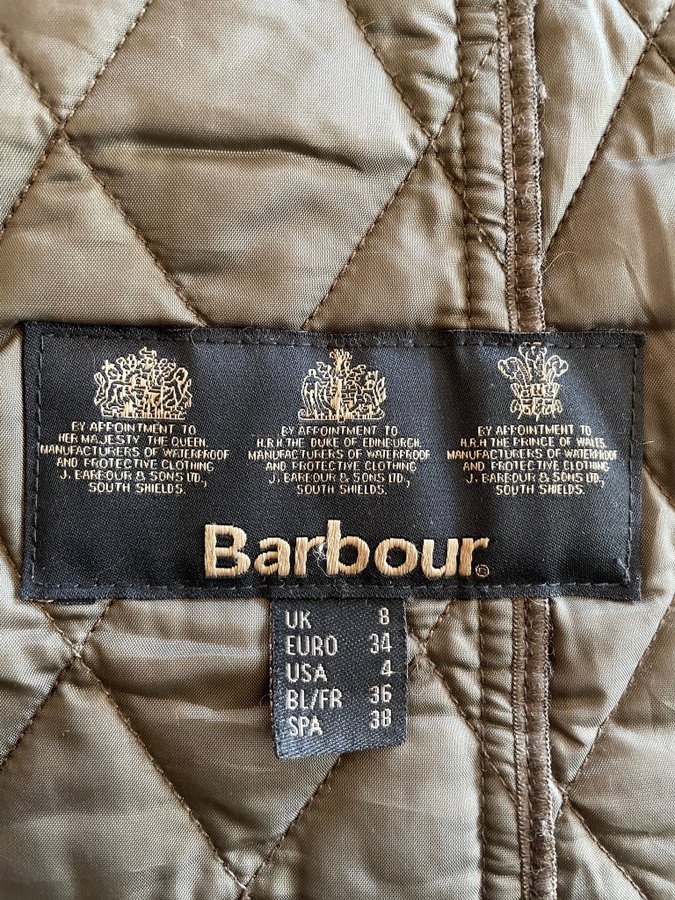 BY APPOINTMENT TO
HER MAJESTY THE QUEEN.
MANUFACTURERS OF WATERPROOF
AND PROTECTIVE CLOTHING
J. BARBOUR & SONS LTD.,
SOUTH SHIELDS.
BY APPOINTMENT TO
H.R.H. THE DUKE OF EDINBURGH.
MANUFACTURERS OF WATERPROOF
AND PROTECTIVE CLOTHING
J. BARBOUR & SONS LTD.,
SOUTH SHIELDS.
BY APPOINTMENT TO
H.R.H THE PRINCE OF WALES.
MANUFACTURERS OF WATERPROOF
AND PROTECTIVE CLOTHING
J. BARBOUR & SONS LTD.,
SOUTH SHIELDS.
Barbour®
UK 8
EURO 34
USA 4
BL/FR 36
SPA 38